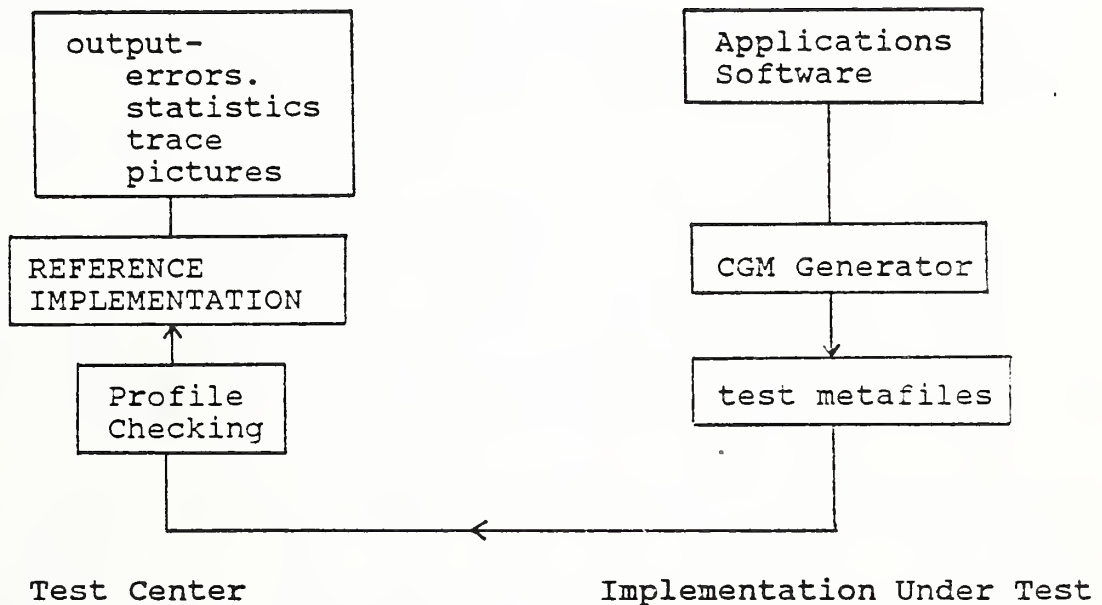 output-
errors.
statistics
trace
pictures
REFERENCE
IMPLEMENTATION
Profile
Checking
Test Center
Applications
Software
CGM Generator
test metafiles
Implementation Under Test